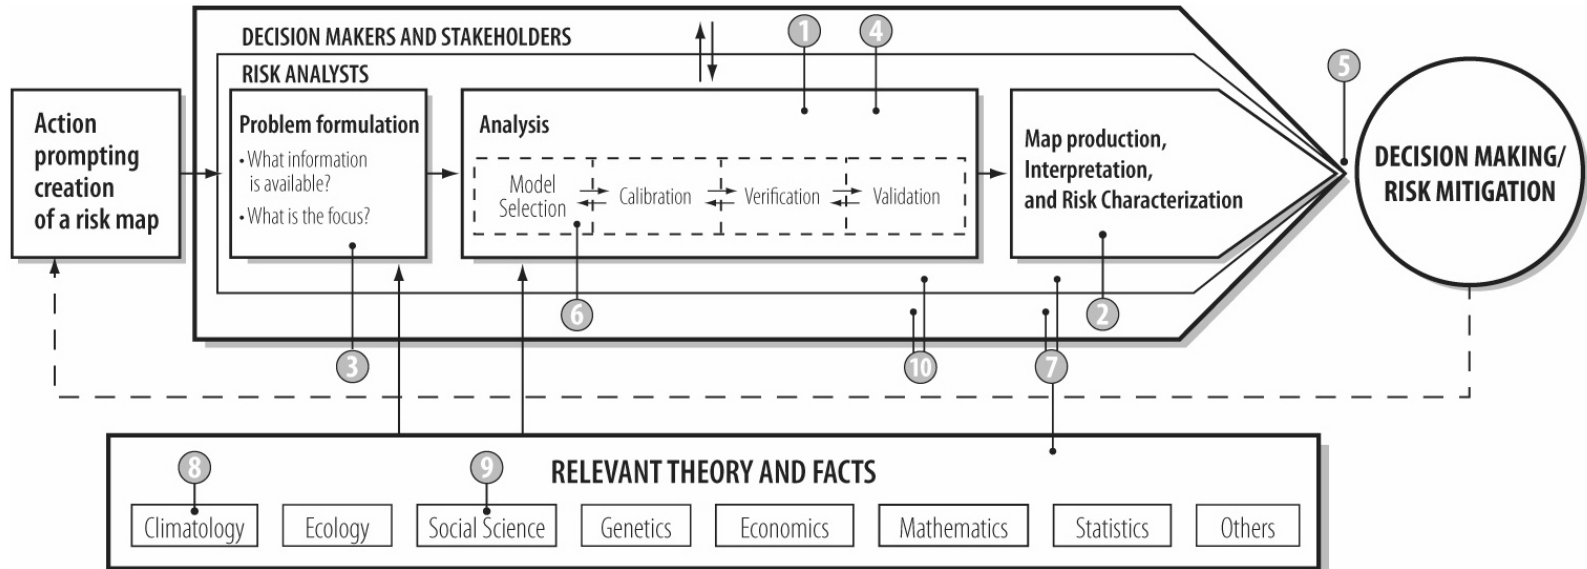 DECISION MAKERS AND STAKEHOLDERS
1
4
RISK ANALYSTS
5
Action
prompting
creation
of a risk map
Problem formulation
• What information
is available?
• What is the focus?
Analysis
Model
Selection
Calibration
Verification
Validation
Map production,
Interpretation,
and Risk Characterization
DECISION MAKING/
RISK MITIGATION
6
2
3
10
7
8
9
RELEVANT THEORY AND FACTS
Climatology
Ecology
Social Science
Genetics
Economics
Mathematics
Statistics
Others